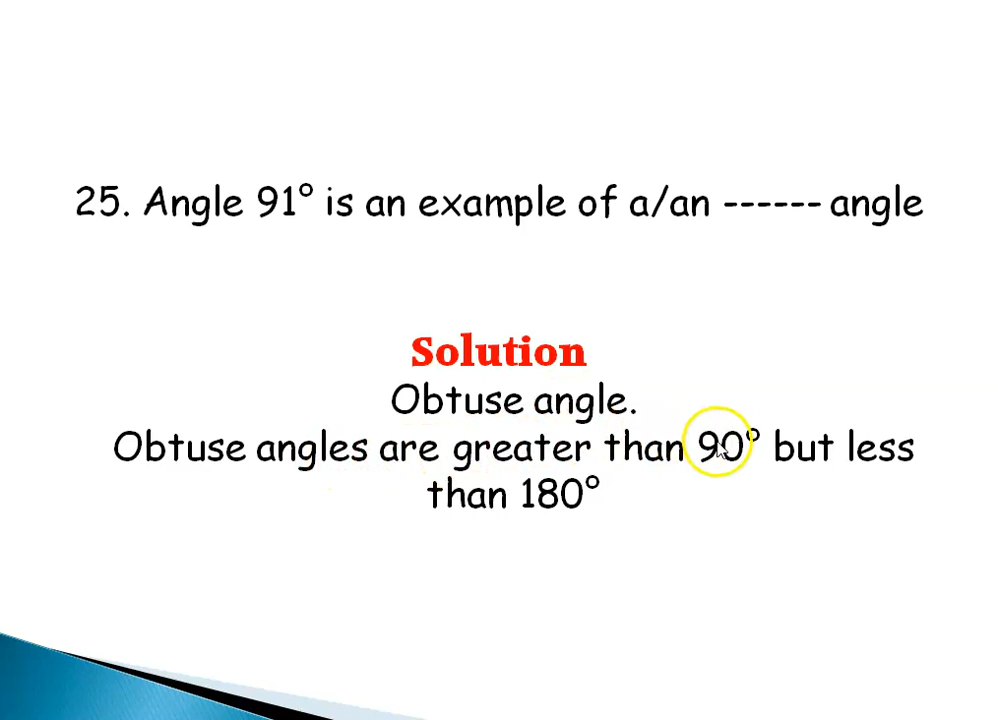 25. Angle 91° is an example of a/an ------ angle
Solution
Obtuse angle.
Obtuse angles are greater than 90° but less
than 180°